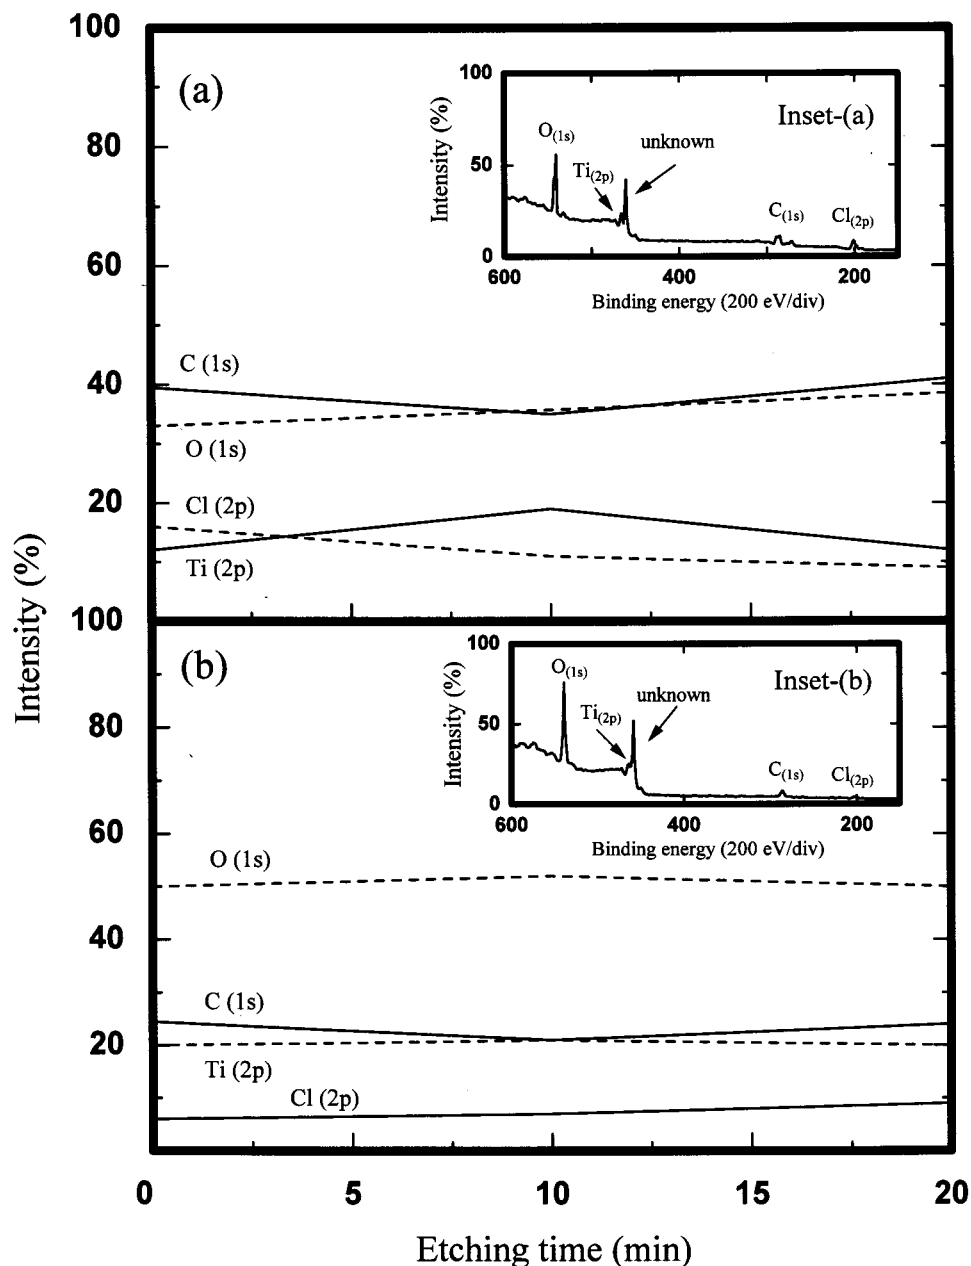 100
80
60
40
20
(a)
C (1s)
O (1s)
Cl (2p)
Ti (2p)
Intensity (%)
100
50
0
600
400
200
Inset-(a)
O(1s)
Ti(2p)
unknown
C(1s)
Cl(2p)
Binding energy (200 eV/div)
Intensity (%)
100
80
60
40
20
(b)
O (1s)
C (1s)
Ti (2p)
Cl (2p)
Intensity (%)
100
50
0
600
400
200
Inset-(b)
O(1s)
Ti(2p)
unknown
C(1s)
Cl(2p)
Binding energy (200 eV/div)
0
5
10
15
20
Etching time (min)